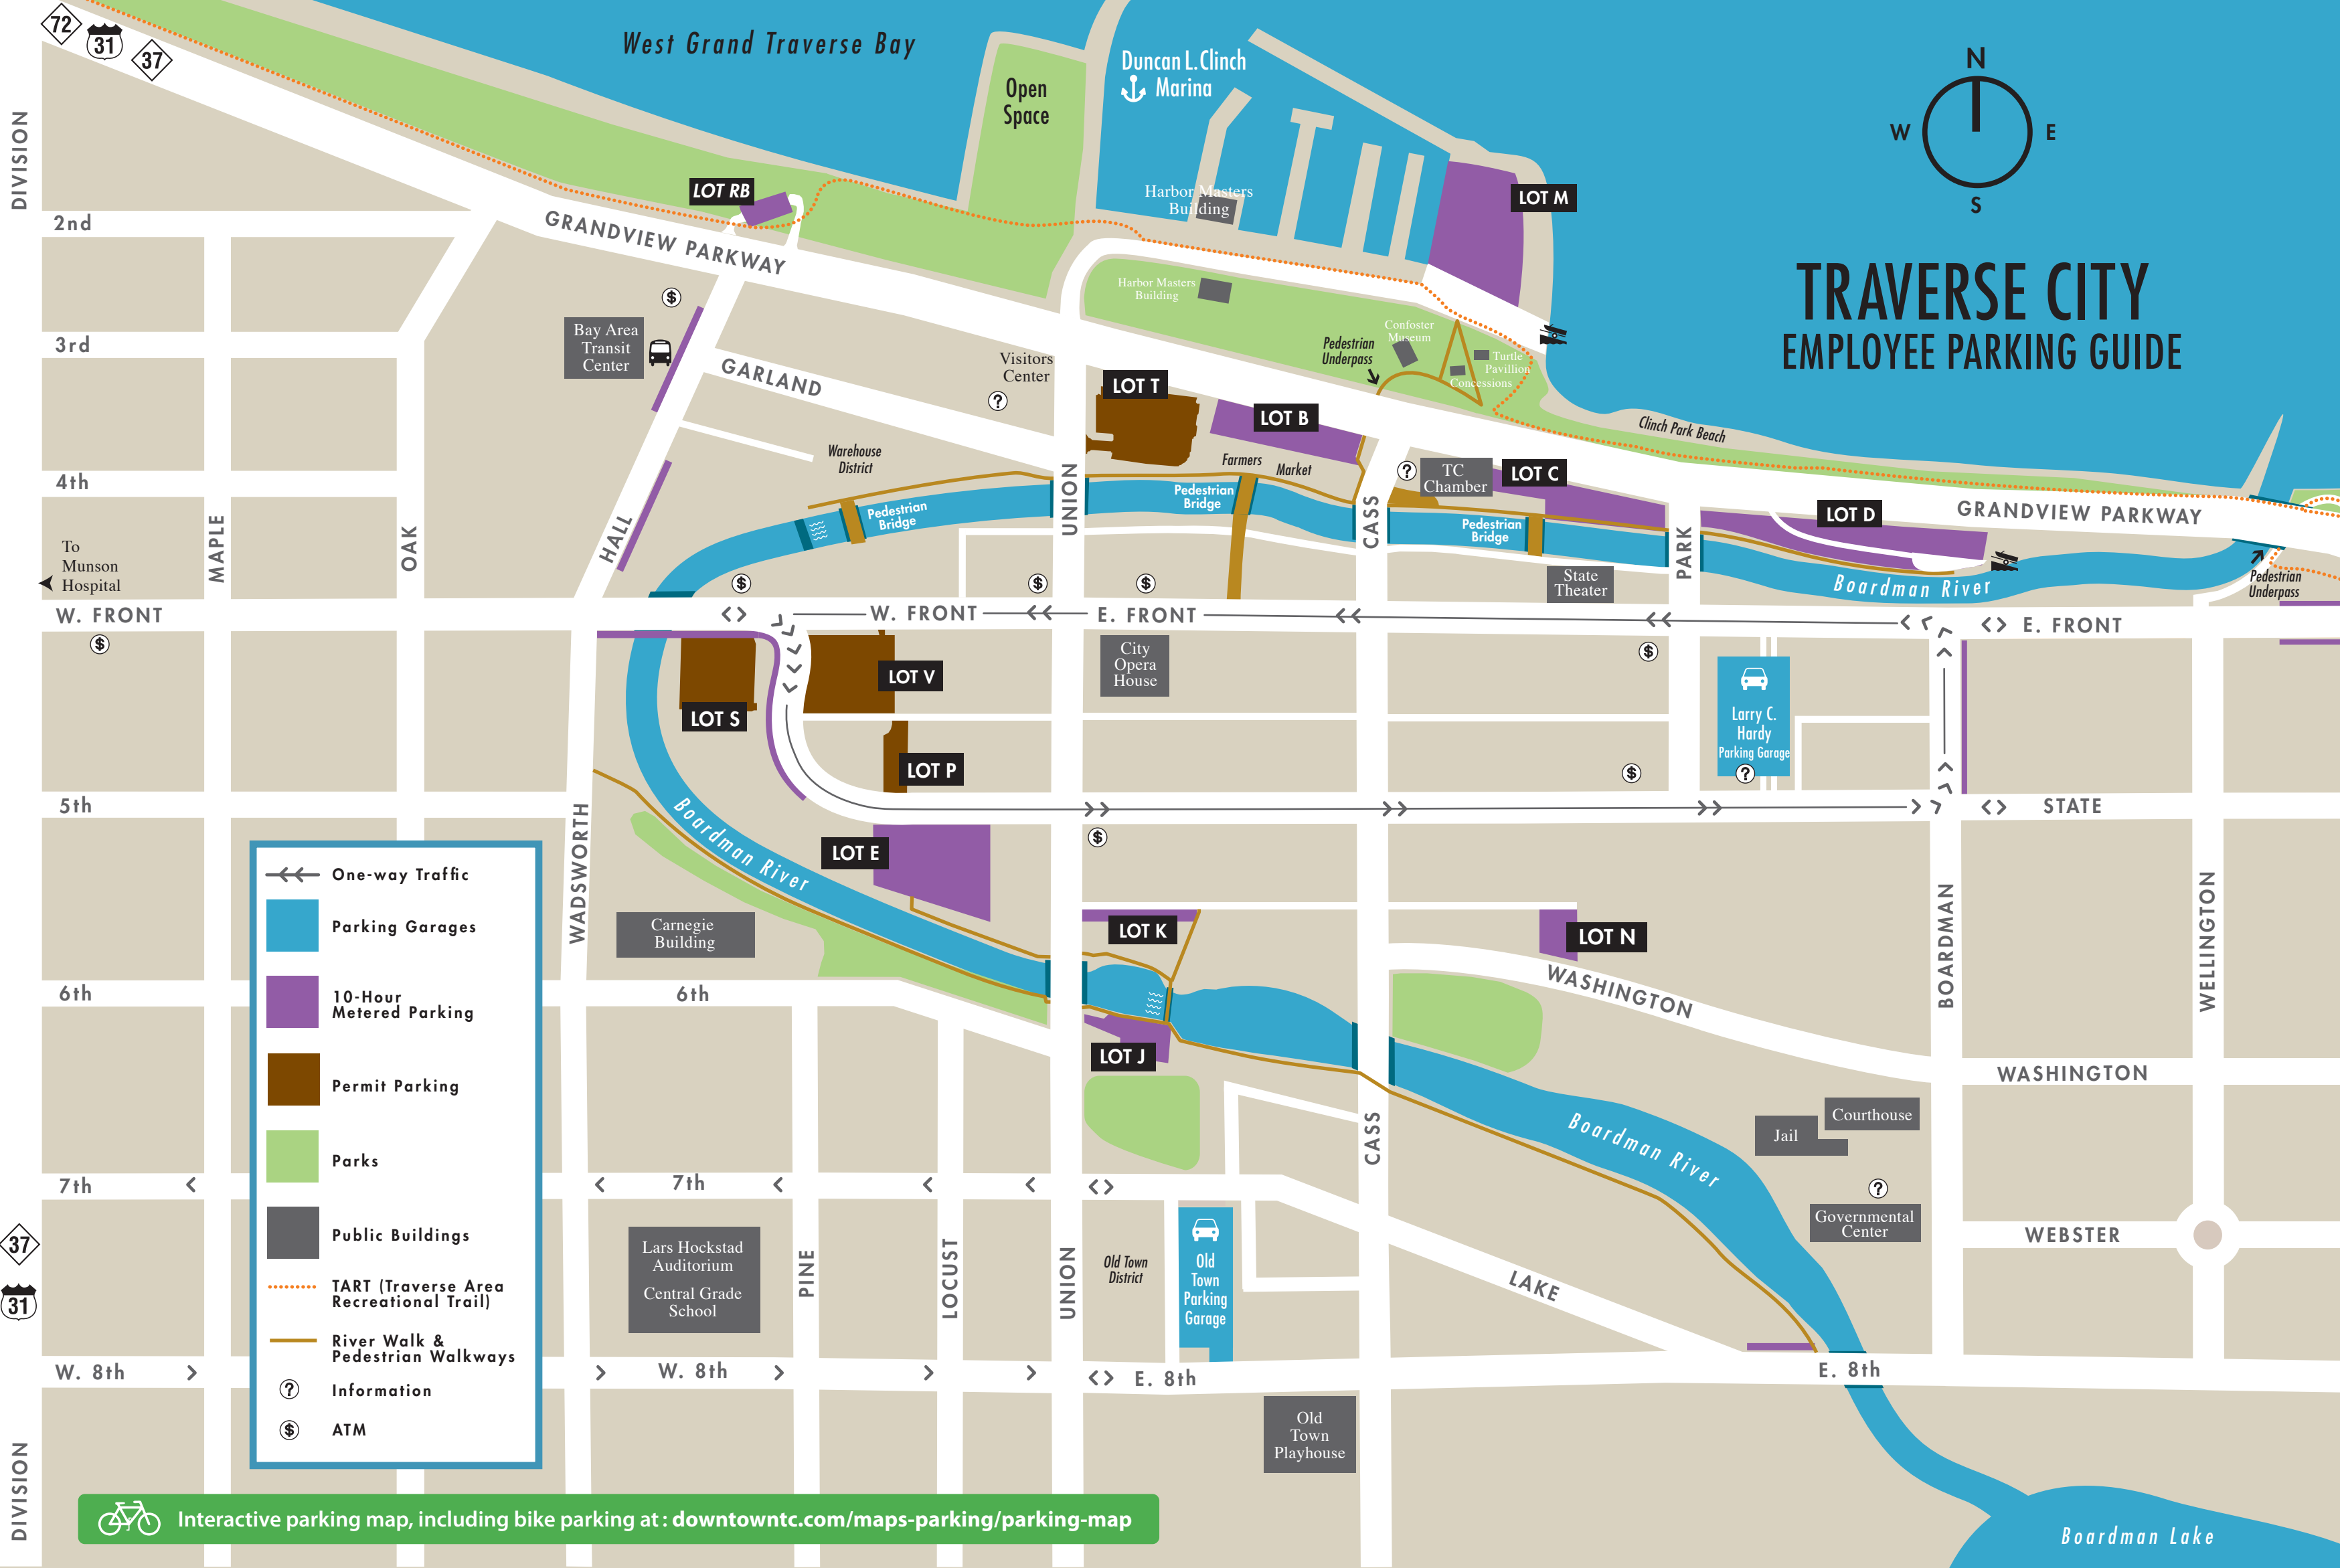 72
31
37
West Grand Traverse Bay
Open
Space
Duncan L. Clinch
Marina
N
W
E
S
TRAVERSE CITY
EMPLOYEE PARKING GUIDE
DIVISION
LOT RB
Harbor Masters
Building
LOT M
2nd
GRANDVIEW PARKWAY
Harbor Masters
Building
$
Bay Area
Transit
Center
3rd
GARLAND
Visitors
Center
?
Pedestrian
Underpass
Confoster
Museum
Turtle
Pavillion
Concessions
LOT T
LOT B
Clinch Park Beach
Warehouse
District
Farmers
Market
?
TC
Chamber
LOT C
4th
Pedestrian
Bridge
Pedestrian
Bridge
Pedestrian
Bridge
LOT D
GRANDVIEW PARKWAY
MAPLE
OAK
HALL
UNION
CASS
PARK
To
Munson
Hospital
$
$
$
State
Theater
Boardman River
Pedestrian
Underpass
W. FRONT
W. FRONT
E. FRONT
E. FRONT
$
City
Opera
House
$
LOT V
LOT S
Larry C.
Hardy
Parking Garage
?
LOT P
$
5th
STATE
Boardman River
$
LOT E
WADSWORTH
Carnegie
Building
LOT K
LOT N
BOARDMAN
WELLINGTON
6th
6th
WASHINGTON
LOT J
WASHINGTON
CASS
Boardman River
Courthouse
Jail
?
Governmental
Center
7th
7th
WEBSTER
37
31
Lars Hockstad
Auditorium
Central Grade
School
PINE
LOCUST
UNION
Old Town
District
Old
Town
Parking
Garage
LAKE
W. 8th
W. 8th
E. 8th
E. 8th
Old
Town
Playhouse
One-way Traffic
Parking Garages
10-Hour
Metered Parking
Permit Parking
Parks
Public Buildings
TART (Traverse Area
Recreational Trail)
River Walk &
Pedestrian Walkways
?
Information
$
ATM
DIVISION
Interactive parking map, including bike parking at : downtowntc.com/maps-parking/parking-map
Boardman Lake